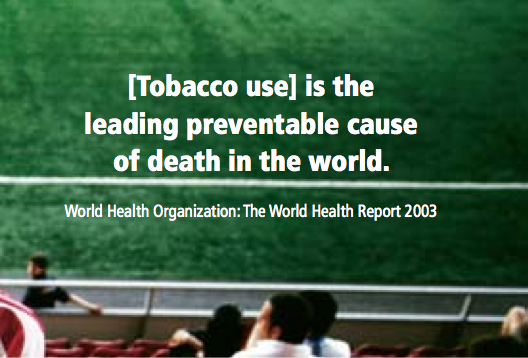 [Tobacco use] is the
leading preventable cause
of death in the world.
World Health Organization: The World Health Report 2003